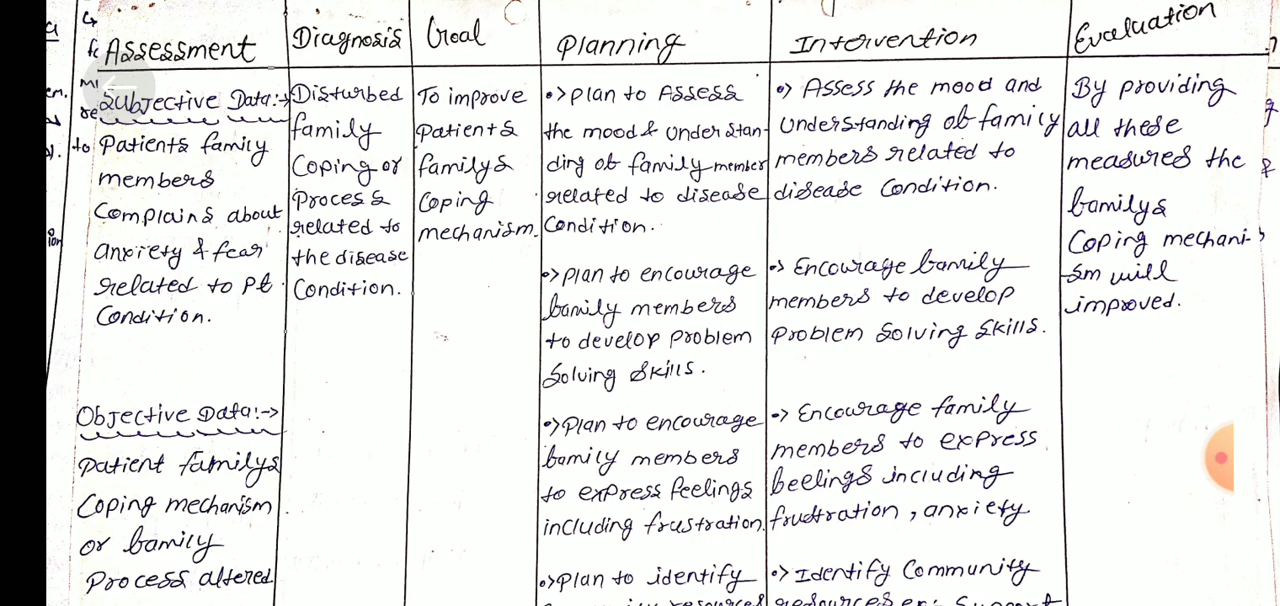 Assessment
Subjective Data:->
Patients family
members
Complains about
anxiety & fear
related to Pt.
Condition.
Objective Data:->
Patient familys
Coping mechanism
or family
Process altered
Diagnosis
Disturbed
family
Coping or
Process
related to
the disease
Condition.
Goal
To improve
Patients
familys
Coping
mechanism.
Planning
•> Plan to Assess
the mood & understan-
ding of family member
related to disease
Condition.
•> Plan to encourage
family members
to develop problem
Solving Skills.
•> Plan to encourage
family members
to express feelings
including frustration.
•> Plan to identify
Intervention
•> Assess the mood and
Understanding of family
members related to
disease Condition.
•> Encourage family
members to develop
Problem Solving Skills.
•> Encourage family
members to express
feelings including
frustration, anxiety.
•> Identify Community
Evaluation
By providing
all these
measures the
familys
Coping mechani-
sm will
improved.